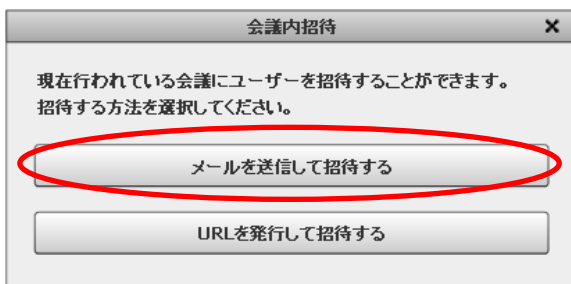 会議内招待
現在行われている会議にユーザーを招待することができます。
招待する方法を選択してください。
メールを送信して招待する
URLを発行して招待する